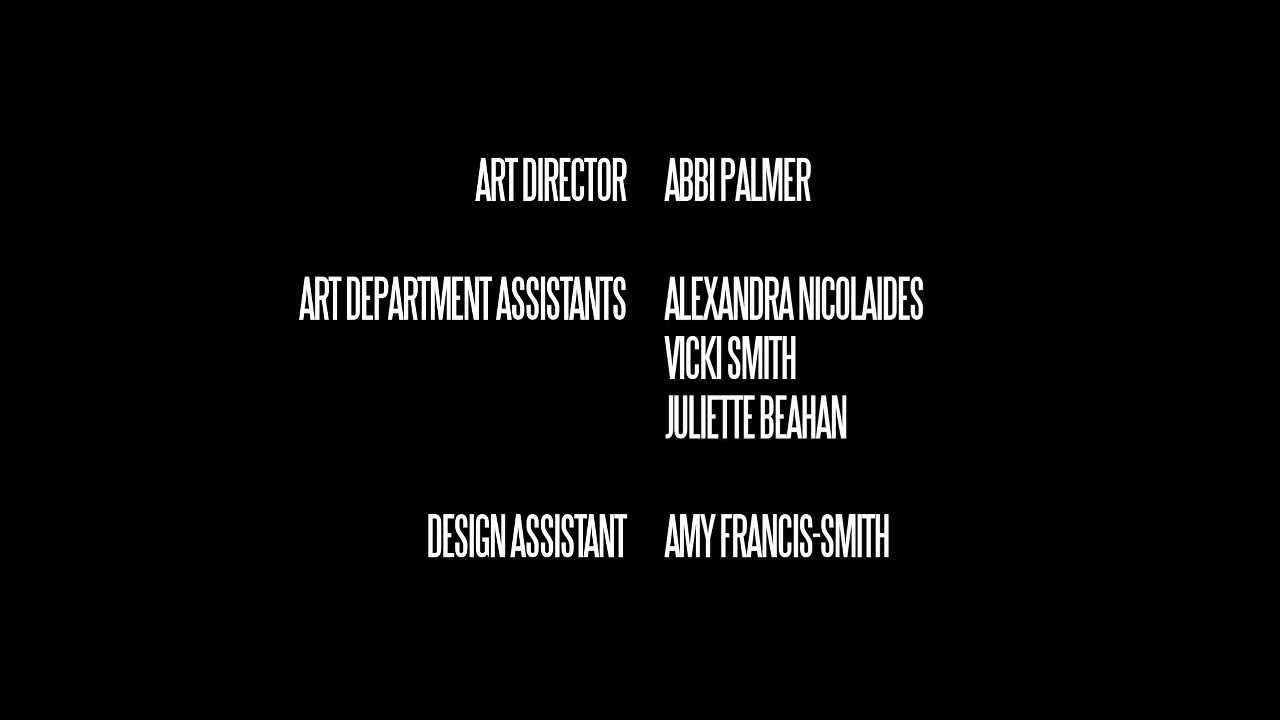 ART DIRECTOR ABBI PALMER
ART DEPARTMENT ASSISTANTS ALEXANDRA NICOLAIDES
VICKI SMITH
JULIETTE BEAHAN
DESIGN ASSISTANT AMY FRANCIS-SMITH